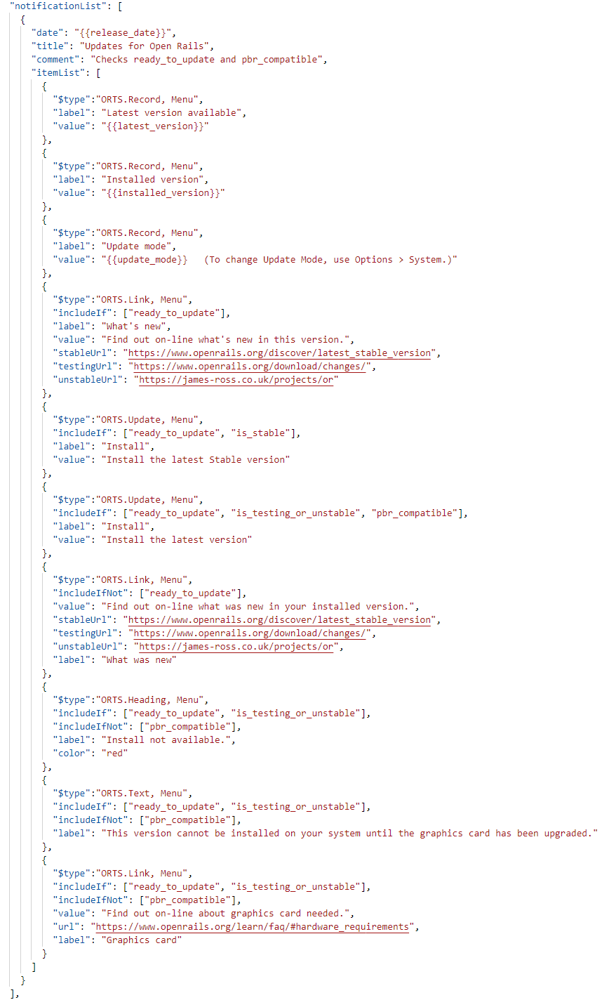 "notificationList": [
{
"date": "{{release_date}}",
"title": "Updates for Open Rails",
"comment": "Checks ready_to_update and pbr_compatible",
"itemList": [
{
"$type":"ORTS.Record, Menu",
"label": "Latest version available",
"value": "{{latest_version}}"
},
{
"$type":"ORTS.Record, Menu",
"label": "Installed version",
"value": "{{installed_version}}"
},
{
"$type":"ORTS.Record, Menu",
"label": "Update mode",
"value": "{{update_mode}}   (To change Update Mode, use Options > System.)"
},
{
"$type":"ORTS.Link, Menu",
"includeIf": ["ready_to_update"],
"label": "What's new",
"value": "Find out on-line what's new in this version.",
"stableUrl": "https://www.openrails.org/discover/latest_stable_version",
"testingUrl": "https://www.openrails.org/download/changes/",
"unstableUrl": "https://james-ross.co.uk/projects/or"
},
{
"$type":"ORTS.Update, Menu",
"includeIf": ["ready_to_update", "is_stable"],
"label": "Install",
"value": "Install the latest Stable version"
},
{
"$type":"ORTS.Update, Menu",
"includeIf": ["ready_to_update", "is_testing_or_unstable", "pbr_compatible"],
"label": "Install",
"value": "Install the latest version"
},
{
"$type":"ORTS.Link, Menu",
"includeIfNot": ["ready_to_update"],
"value": "Find out on-line what was new in your installed version.",
"stableUrl": "https://www.openrails.org/discover/latest_stable_version",
"testingUrl": "https://www.openrails.org/download/changes/",
"unstableUrl": "https://james-ross.co.uk/projects/or",
"label": "What was new"
},
{
"$type":"ORTS.Heading, Menu",
"includeIf": ["ready_to_update", "is_testing_or_unstable"],
"includeIfNot": ["pbr_compatible"],
"label": "Install not available.",
"color": "red"
},
{
"$type":"ORTS.Text, Menu",
"includeIf": ["ready_to_update", "is_testing_or_unstable"],
"includeIfNot": ["pbr_compatible"],
"label": "This version cannot be installed on your system until the graphics card has been upgraded."
},
{
"$type":"ORTS.Link, Menu",
"includeIf": ["ready_to_update", "is_testing_or_unstable"],
"includeIfNot": ["pbr_compatible"],
"value": "Find out on-line about graphics card needed.",
"url": "https://www.openrails.org/learn/faq/#hardware_requirements",
"label": "Graphics card"
}
]
}
],